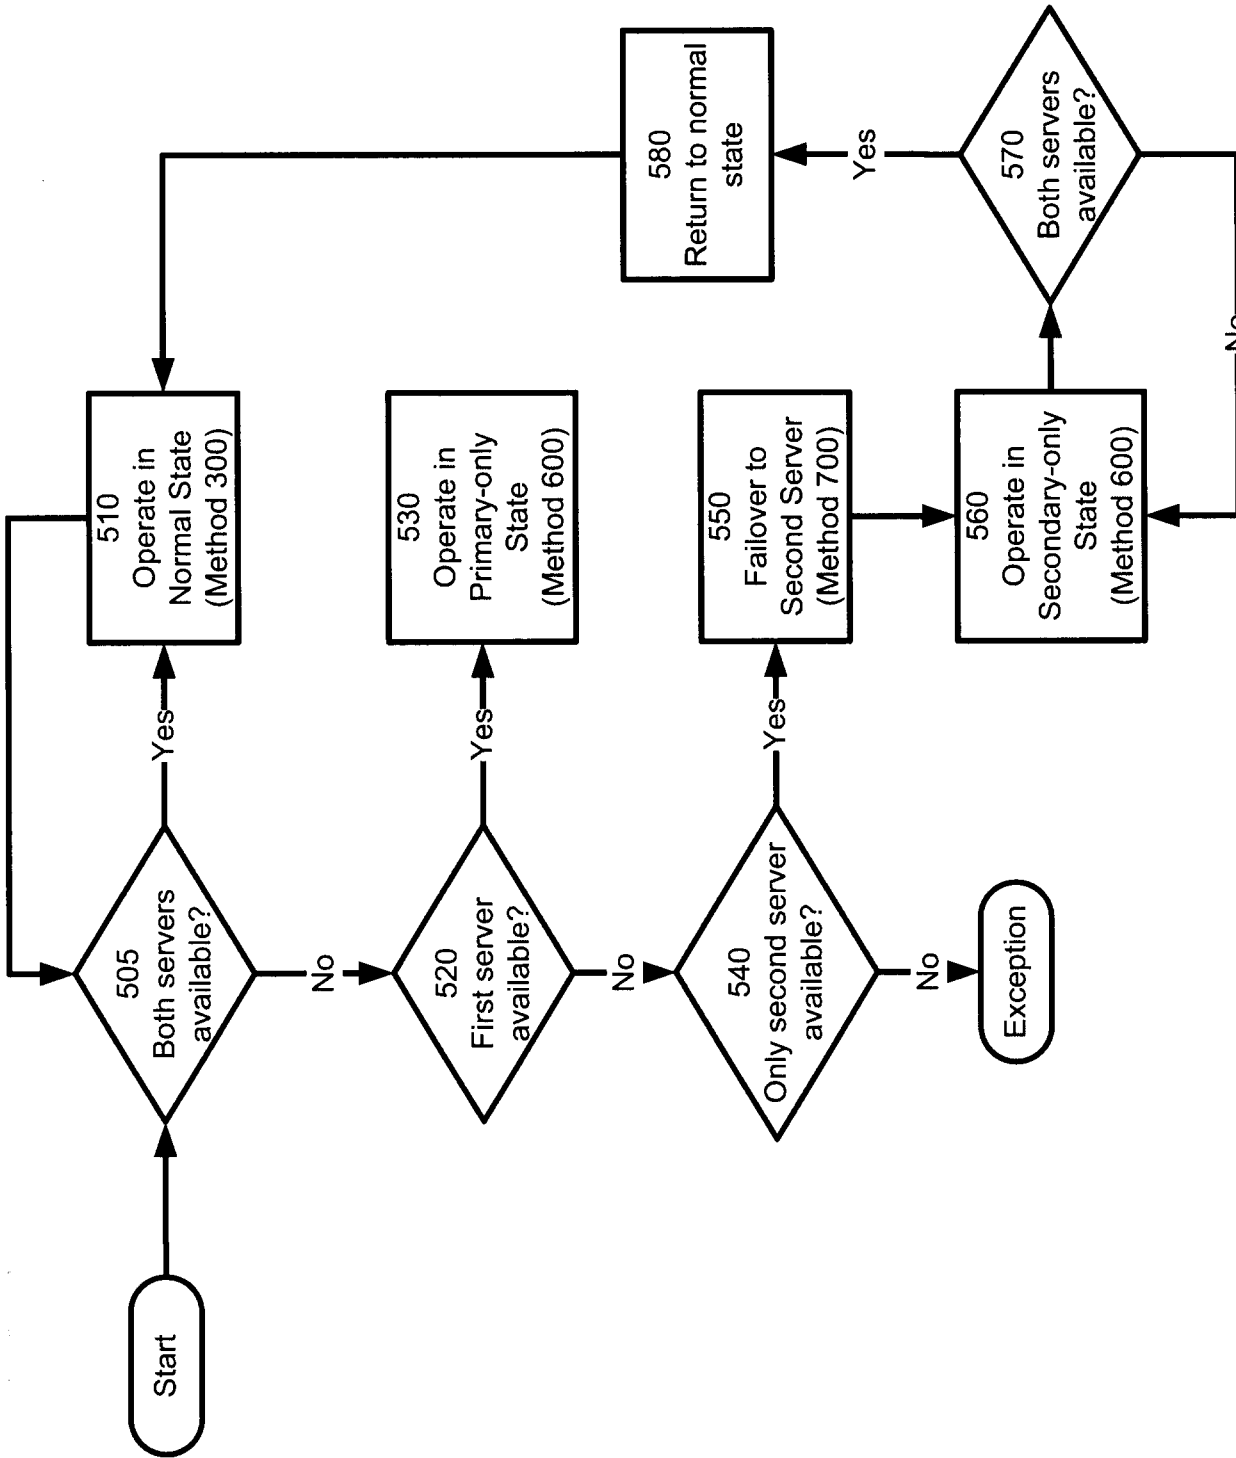 Start
505
Both servers
available?
Yes
510
Operate in
Normal State
(Method 300)
No
520
First server
available?
Yes
530
Operate in
Primary-only
State
(Method 600)
No
540
Only second server
available?
Yes
550
Failover to
Second Server
(Method 700)
No
Exception
560
Operate in
Secondary-only
State
(Method 600)
570
Both servers
available?
Yes
580
Return to normal
state
No